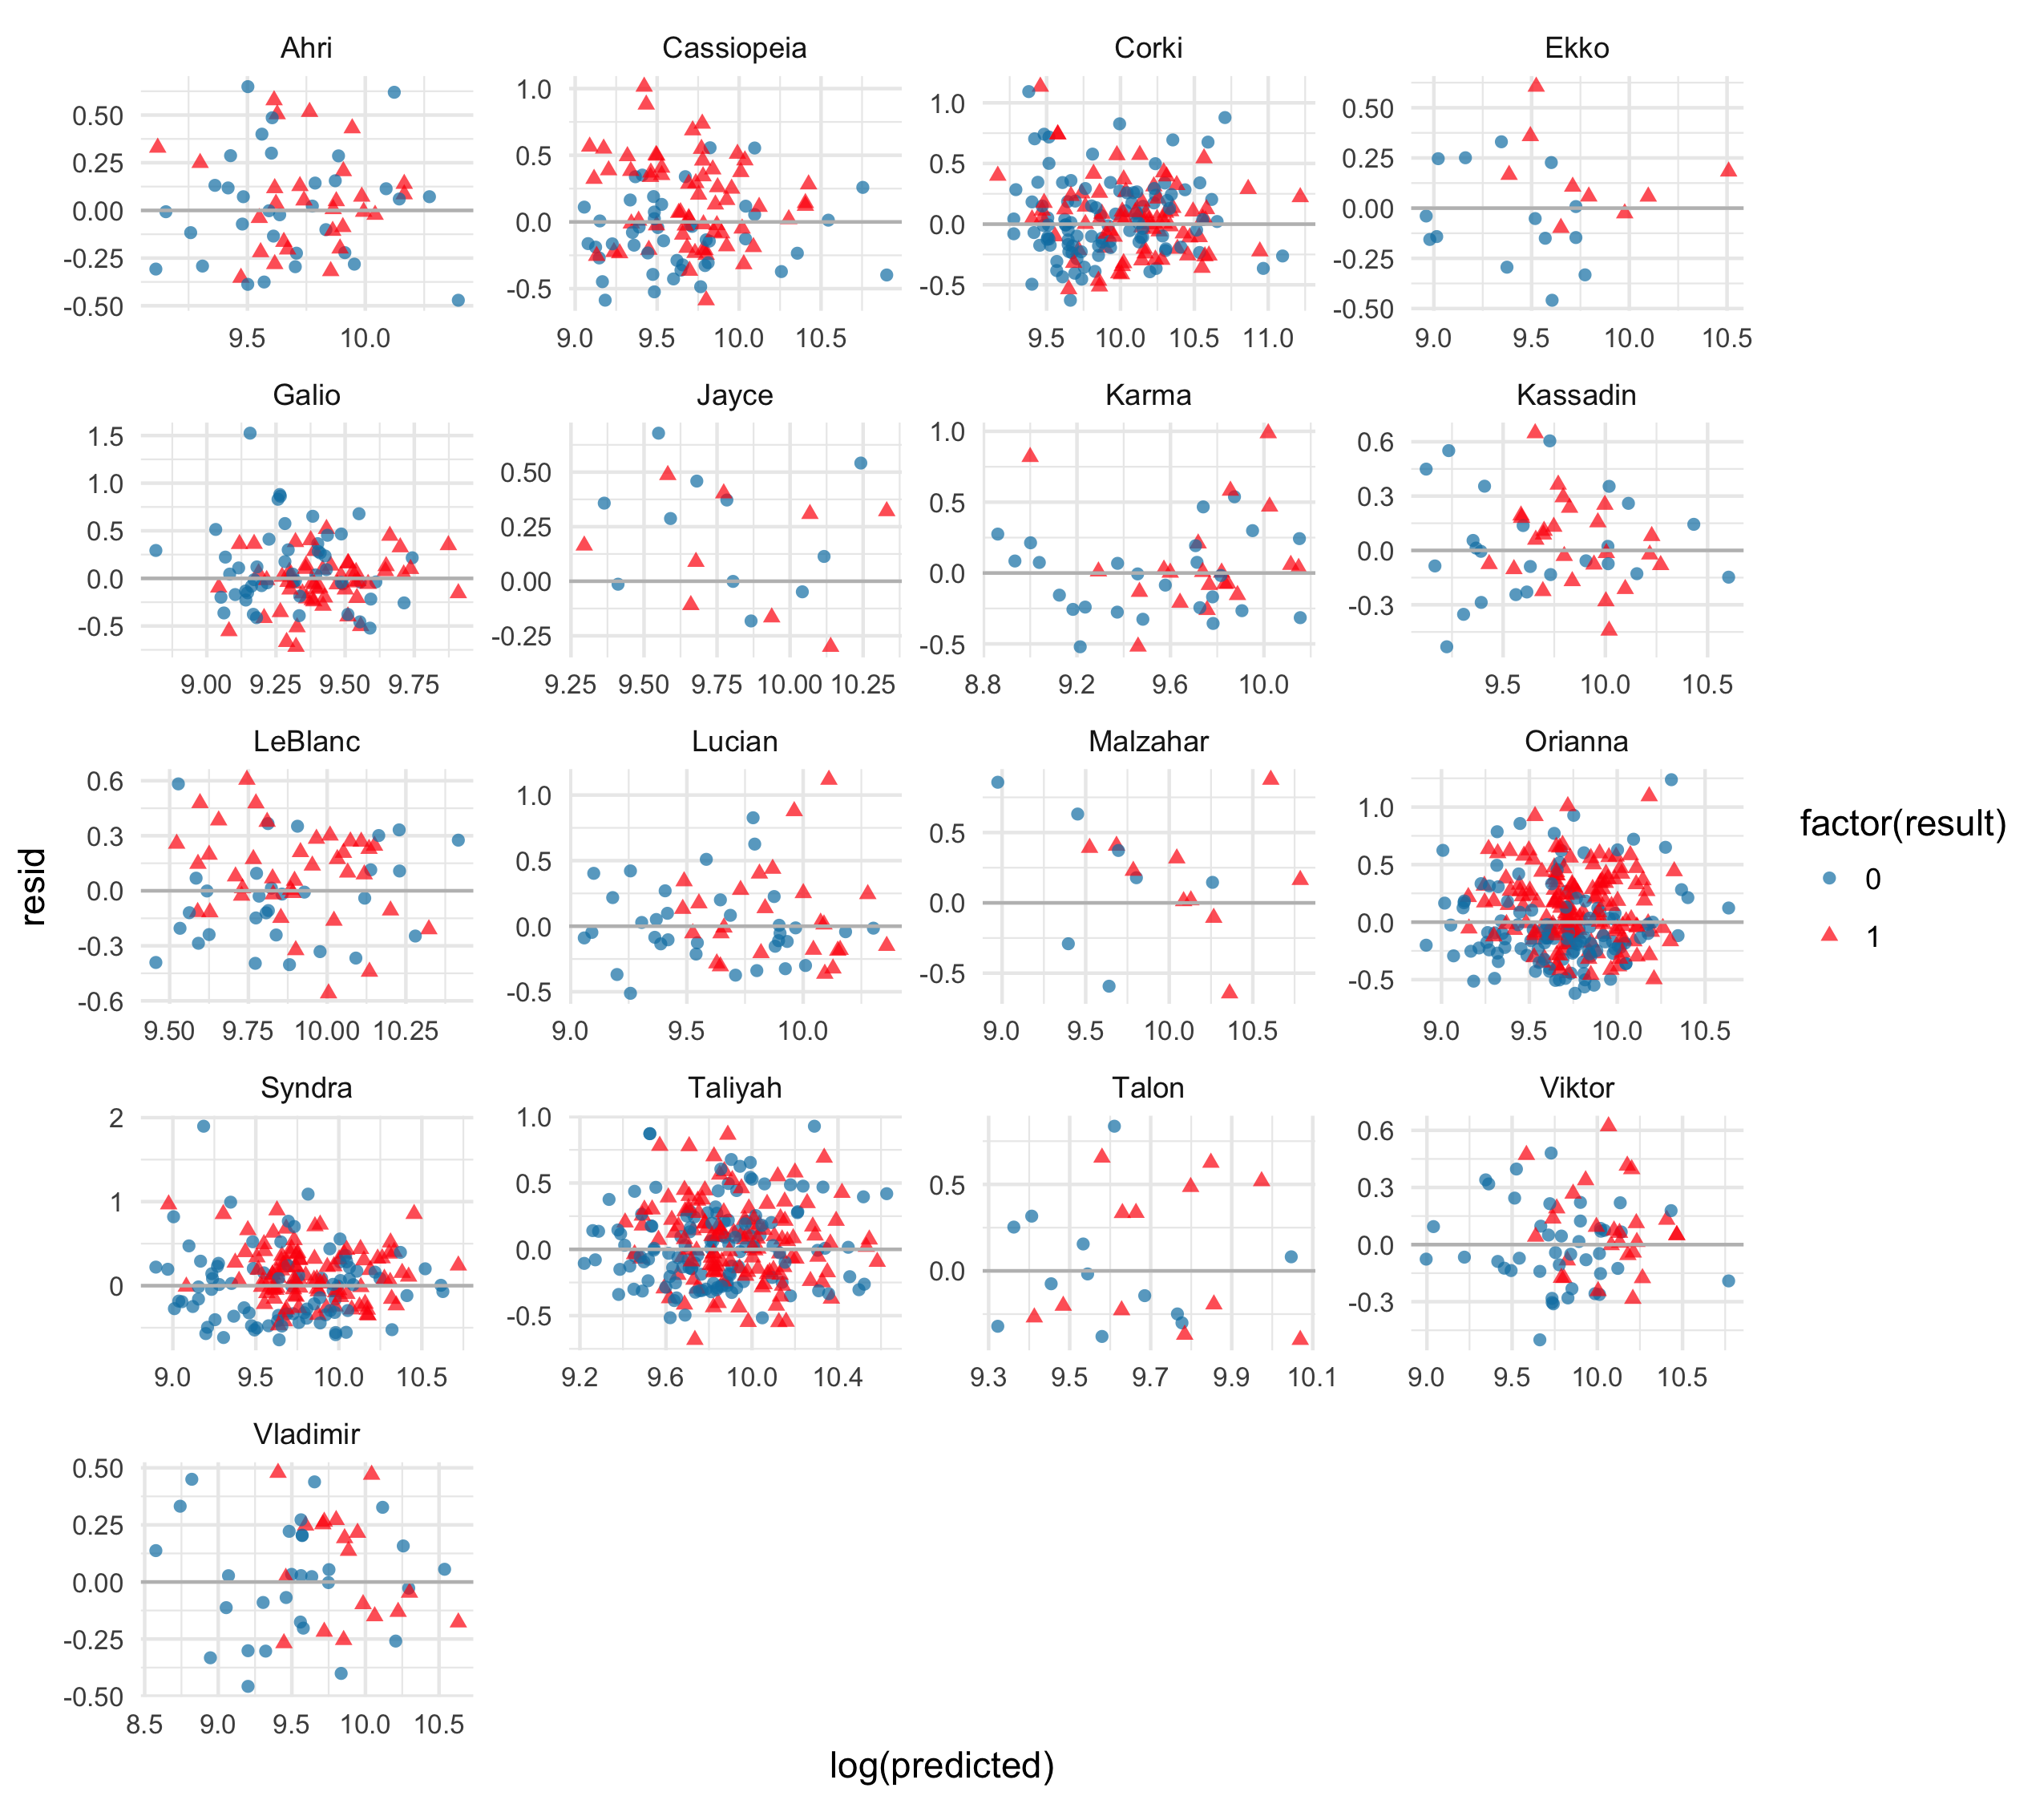 Ahri Cassiopeia Corki Ekko
0.50 0.25 0.00 -0.25 -0.50
1.0 0.5 0.0 -0.5
1.0 0.5 0.0 -0.5
0.50 0.25 0.00 -0.25 -0.50
9.5 10.0
9.0 9.5 10.0 10.5
9.5 10.0 10.5 11.0
9.0 9.5 10.0 10.5
Galio Jayce Karma Kassadin
1.5 1.0 0.5 0.0 -0.5
0.50 0.25 0.00 -0.25
1.0 0.5 0.0 -0.5
0.6 0.3 0.0 -0.3
9.00 9.25 9.50 9.75
9.25 9.50 9.75 10.00 10.25
8.8 9.2 9.6 10.0
9.5 10.0 10.5
LeBlanc Lucian Malzahar Orianna
0.6 0.3 0.0 -0.3 -0.6
1.0 0.5 0.0 -0.5
0.5 0.0 -0.5
1.0 0.5 0.0 -0.5
9.50 9.75 10.00 10.25
9.0 9.5 10.0
9.0 9.5 10.0 10.5
9.0 9.5 10.0 10.5
Syndra Taliyah Talon Viktor
2 1 0
1.0 0.5 0.0 -0.5
0.5 0.0
0.6 0.3 0.0 -0.3
9.0 9.5 10.0 10.5
9.2 9.6 10.0 10.4
9.3 9.5 9.7 9.9 10.1
9.0 9.5 10.0 10.5
Vladimir
0.50 0.25 0.00 -0.25 -0.50
8.5 9.0 9.5 10.0 10.5
resid
log(predicted)
factor(result)
0
1